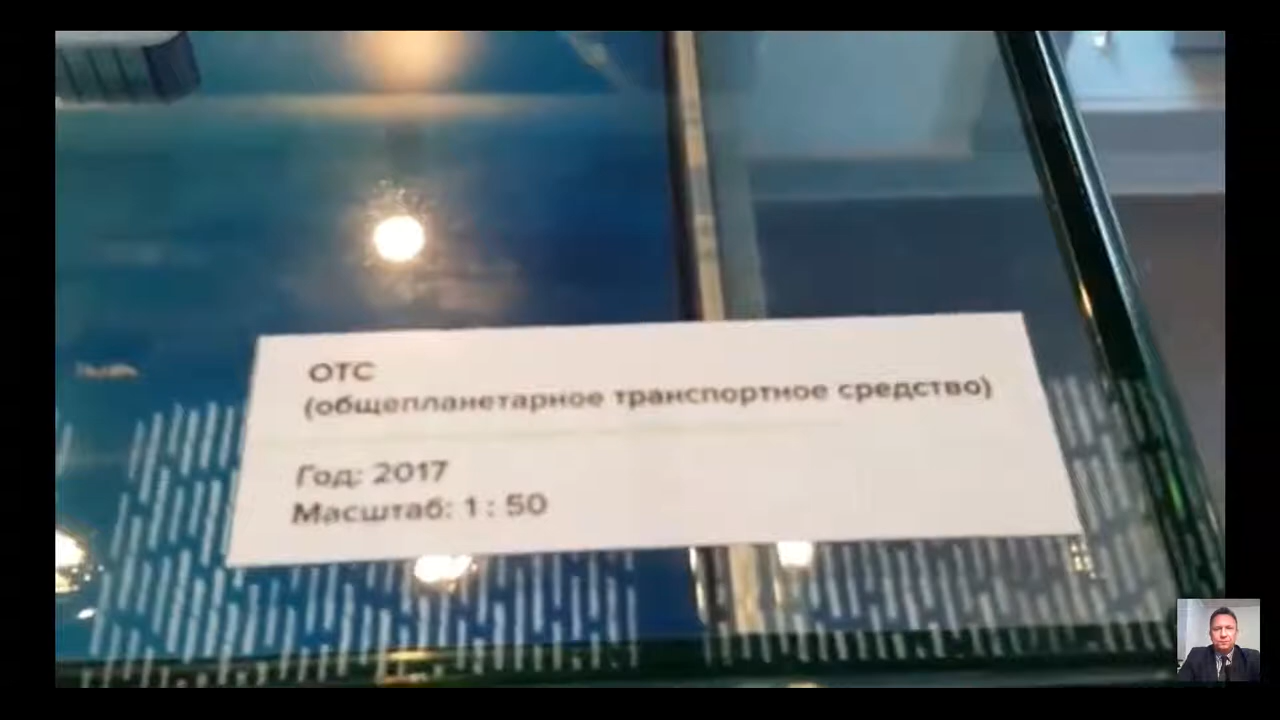 ОТС
(общепланетарное транспортное средство)
Год: 2017
Масштаб: 1 : 50